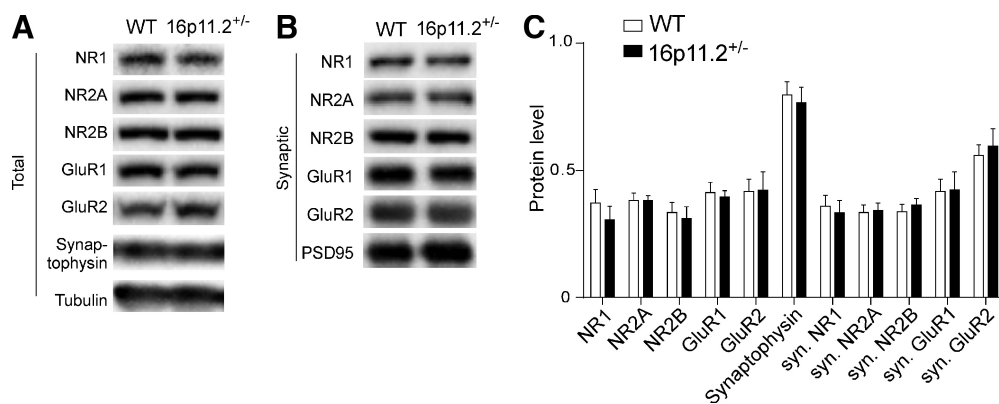 A
WT 16p11.2+/-
Total
NR1
NR2A
NR2B
GluR1
GluR2
Synap-
tophysin
Tubulin
B
WT 16p11.2+/-
Synaptic
NR1
NR2A
NR2B
GluR1
GluR2
PSD95
C
WT
16p11.2+/-
Protein level
1.0
0.5
0
NR1
NR2A
NR2B
GluR1
GluR2
Synaptophysin
syn. NR1
syn. NR2A
syn. NR2B
syn. GluR1
syn. GluR2